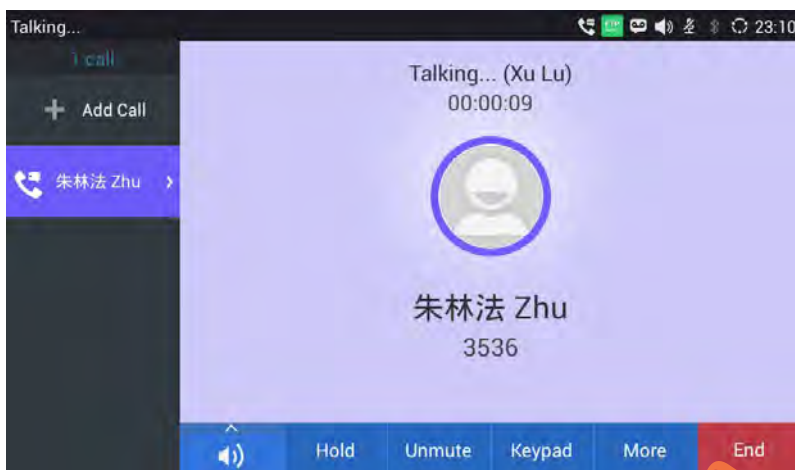 Talking...
23:10
1 call
Add Call
朱林法 Zhu
Talking... (Xu Lu)
00:00:09
朱林法 Zhu
3536
Hold
Unmute
Keypad
More
End